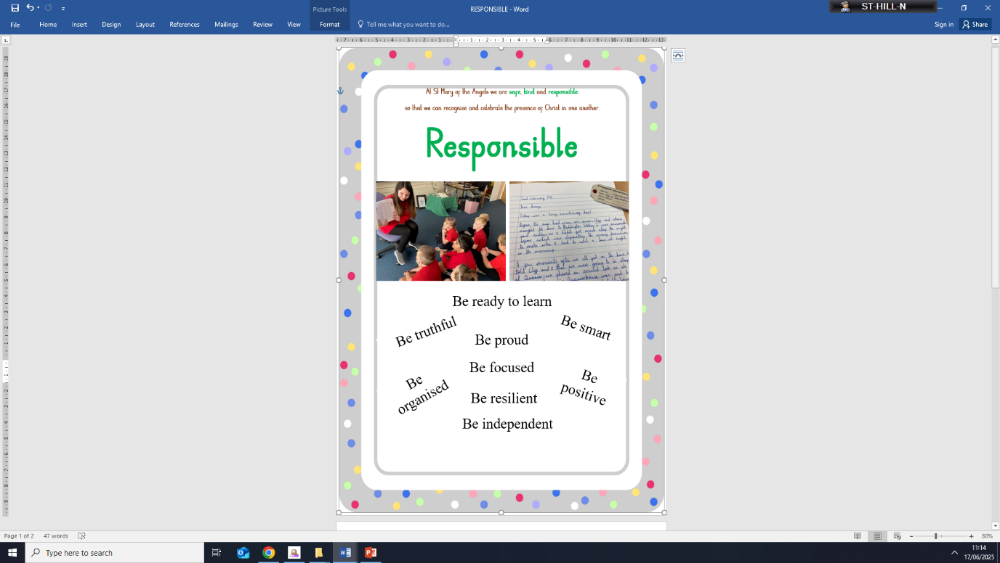 Picture Tools
RESPONSIBLE - Word
ST-HILL-N
File Home Insert Design Layout References Mailings Review View Format Tell me what you want to do... Sign in Share
At St Mary of the Angels we are safe, kind and responsible
so that we can recognise and celebrate the presence of Christ in one another.
Responsible
Today was a long,
Be ready to learn
Be truthful
Be smart
Be proud
Be focused
Be
organised
Be
positive
Be resilient
Be independent
Page 1 of 2 47 words
80%
Type here to search
11:14
17/06/2025